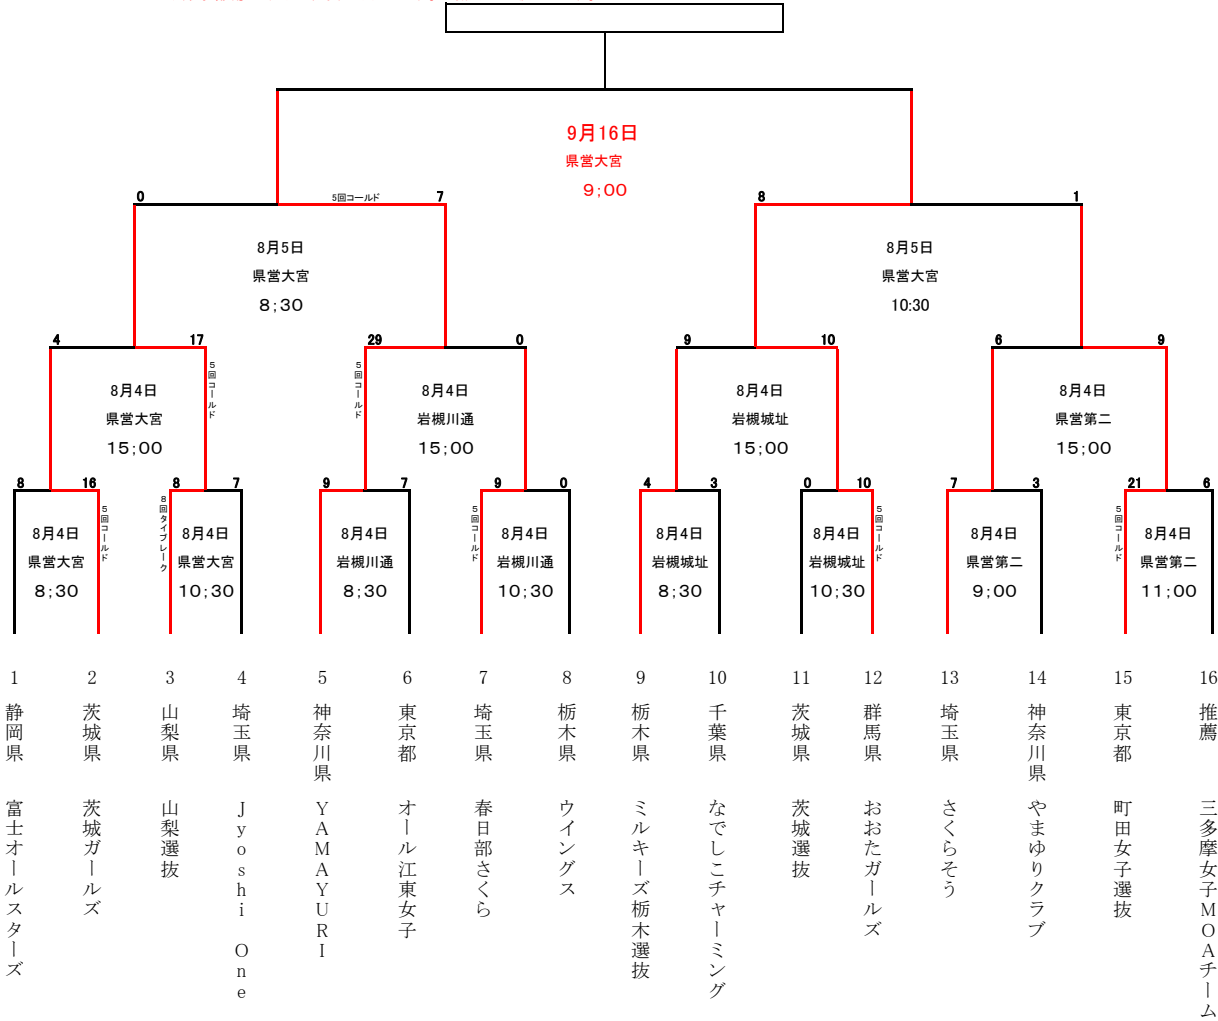 9月16日
県営大宮
9;00
0 5回コールド 7 8 1
8月5日 8月5日
県営大宮 県営大宮
8;30 10:30
4 17 29 0 9 10 6 9
5回コールド 5回コールド
8月4日 8月4日 8月4日 8月4日
県営大宮 岩槻川通 岩槻城址 県営第二
15;00 15;00 15;00 15;00
8 16 8 7 9 7 9 0 4 3 0 10 7 3 21 6
5回コールド 8回タイブレーク 5回コールド 5回コールド 5回コールド
8月4日 8月4日 8月4日 8月4日 8月4日 8月4日 8月4日 8月4日
県営大宮 県営大宮 岩槻川通 岩槻川通 岩槻城址 岩槻城址 県営第二 県営第二
8;30 10;30 8;30 10;30 8;30 10;30 9;00 11;00
1 静岡県 富士オールスターズ
2 茨城県 茨城ガールズ
3 山梨県 山梨選抜
4 埼玉県 Jyoshi One
5 神奈川県 YAMAYURI
6 東京都 オール江東女子
7 埼玉県 春日部さくら
8 栃木県 ウイングス
9 栃木県 ミルキーズ栃木選抜
10 千葉県 なでしこチャーミング
11 茨城県 茨城選抜
12 群馬県 おおたガールズ
13 埼玉県 さくらそう
14 神奈川県 やまゆりクラブ
15 東京都 町田女子選抜
16 推薦 三多摩女子MOAチーム